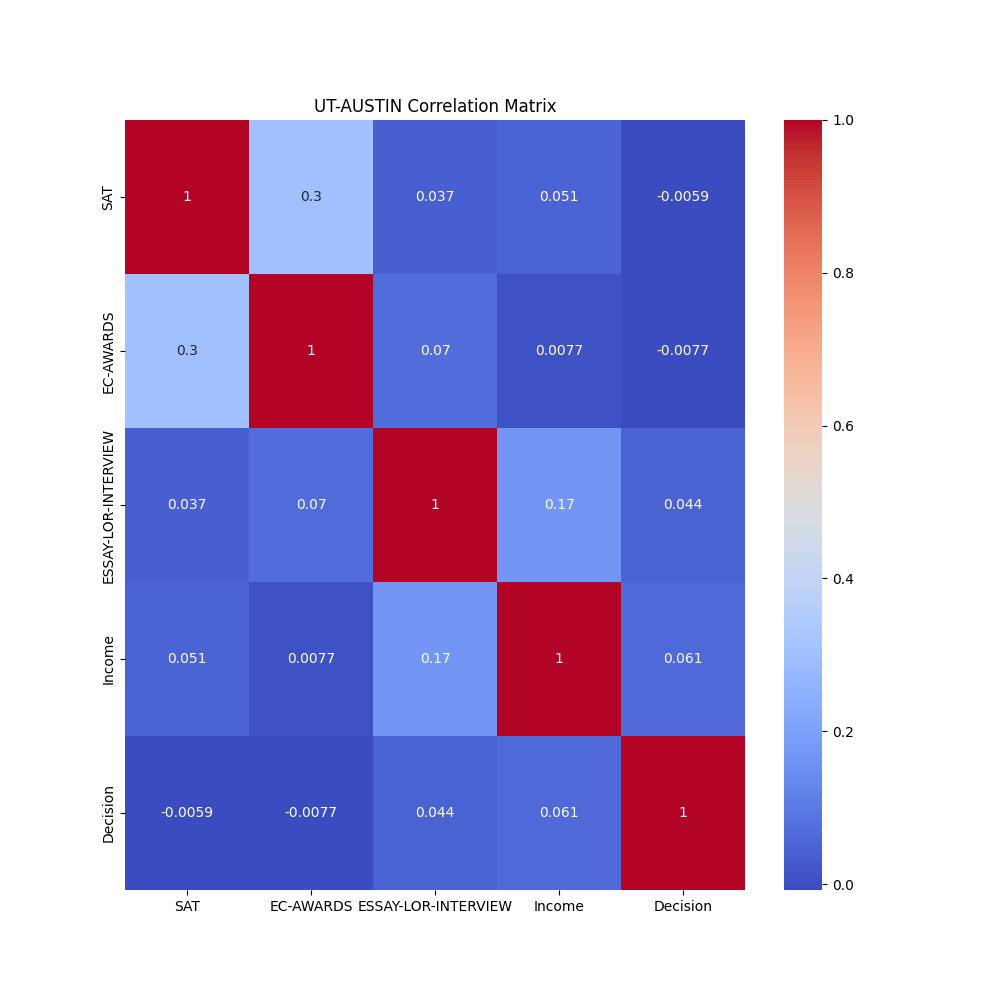 UT-AUSTIN Correlation Matrix
SAT
1
0.3
0.037
0.051
-0.0059
EC-AWARDS
0.3
1
0.07
0.0077
-0.0077
ESSAY-LOR-INTERVIEW
0.037
0.07
1
0.17
0.044
Income
0.051
0.0077
0.17
1
0.061
Decision
-0.0059
-0.0077
0.044
0.061
1
SAT
EC-AWARDS
ESSAY-LOR-INTERVIEW
Income
Decision
1.0
0.8
0.6
0.4
0.2
0.0